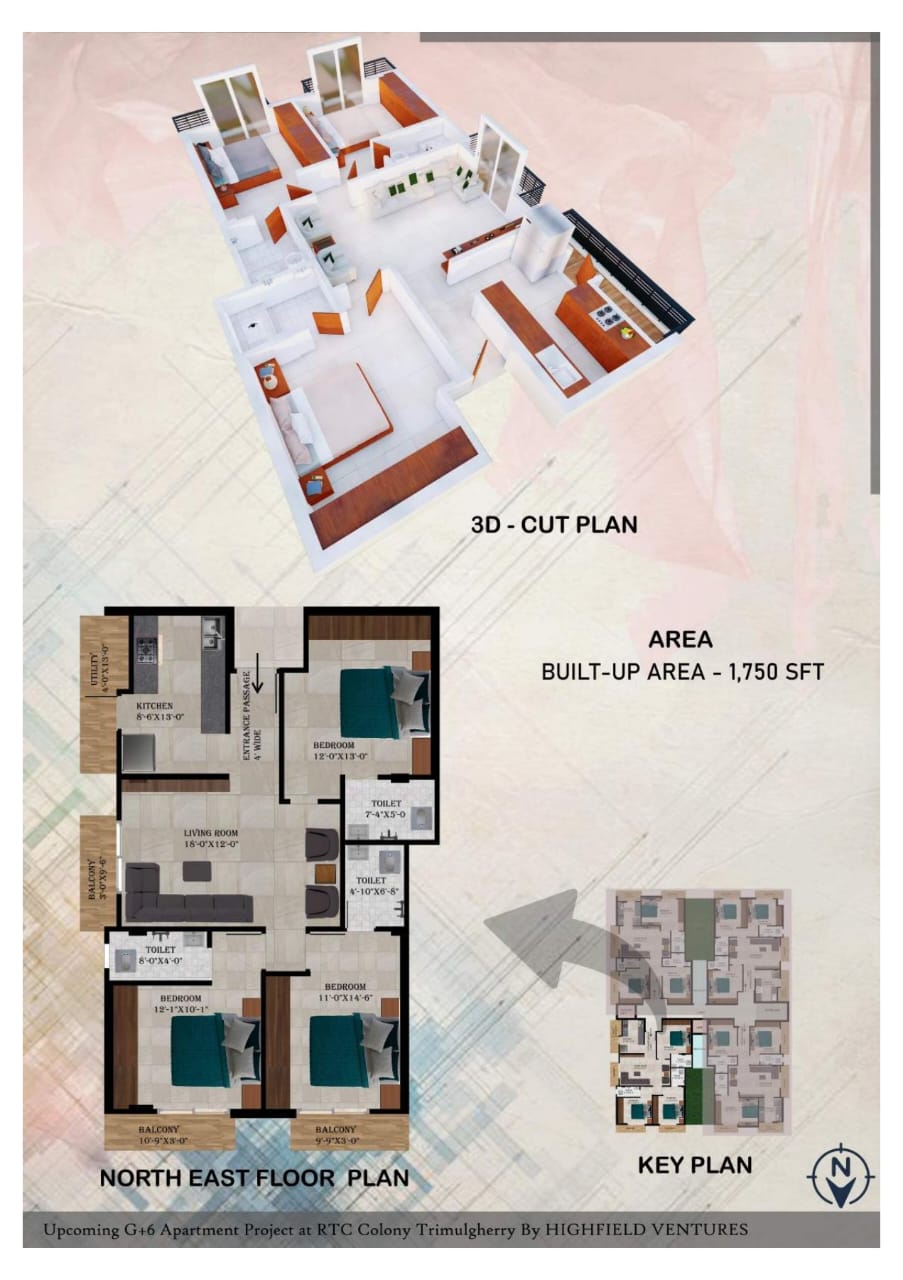 3D - CUT PLAN
AREA
BUILT-UP AREA - 1,750 SFT
UTILITY
4'-0"X13'-0"
KITCHEN
8'-6"X13'-0"
ENTRANCE PASSAGE
4' WIDE
BEDROOM
12'-0"X13'-0"
TOILET
7'-4"X5'-0
LIVING ROOM
18'-0"X12'-0"
BALCONY
3'-0"X9'-6"
TOILET
4'-10"X6'-8"
TOILET
8'-0"X4'-0"
BEDROOM
12'-1"X10'-1"
BEDROOM
11'-0"X14'-6"
BALCONY
10'-9"X3'-0"
BALCONY
9'-9"X3'-0"
NORTH EAST FLOOR PLAN
KEY PLAN
N
Upcoming G+6 Apartment Project at RTC Colony Trimulgherry By HIGHFIELD VENTURES